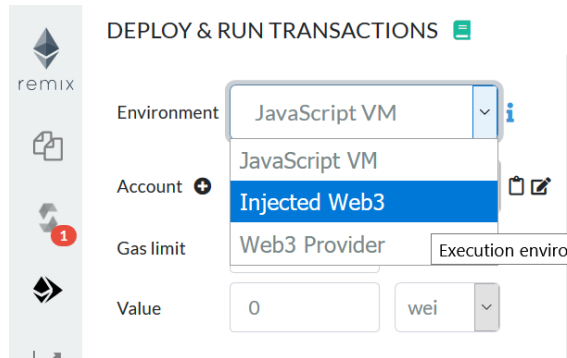 DEPLOY & RUN TRANSACTIONS
remix
Environment
JavaScript VM
i
JavaScript VM
Account
Injected Web3
1
Gas limit
Web3 Provider
Execution enviro
Value
0
wei